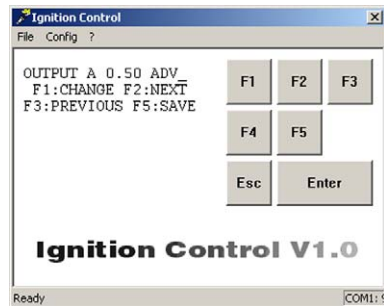 Ignition Control
File Config ?
OUTPUT A 0.50 ADV_
F1:CHANGE F2:NEXT
F3:PREVIOUS F5:SAVE
F1 F2 F3
F4 F5
Esc Enter
Ignition Control V1.0
Ready COM1: